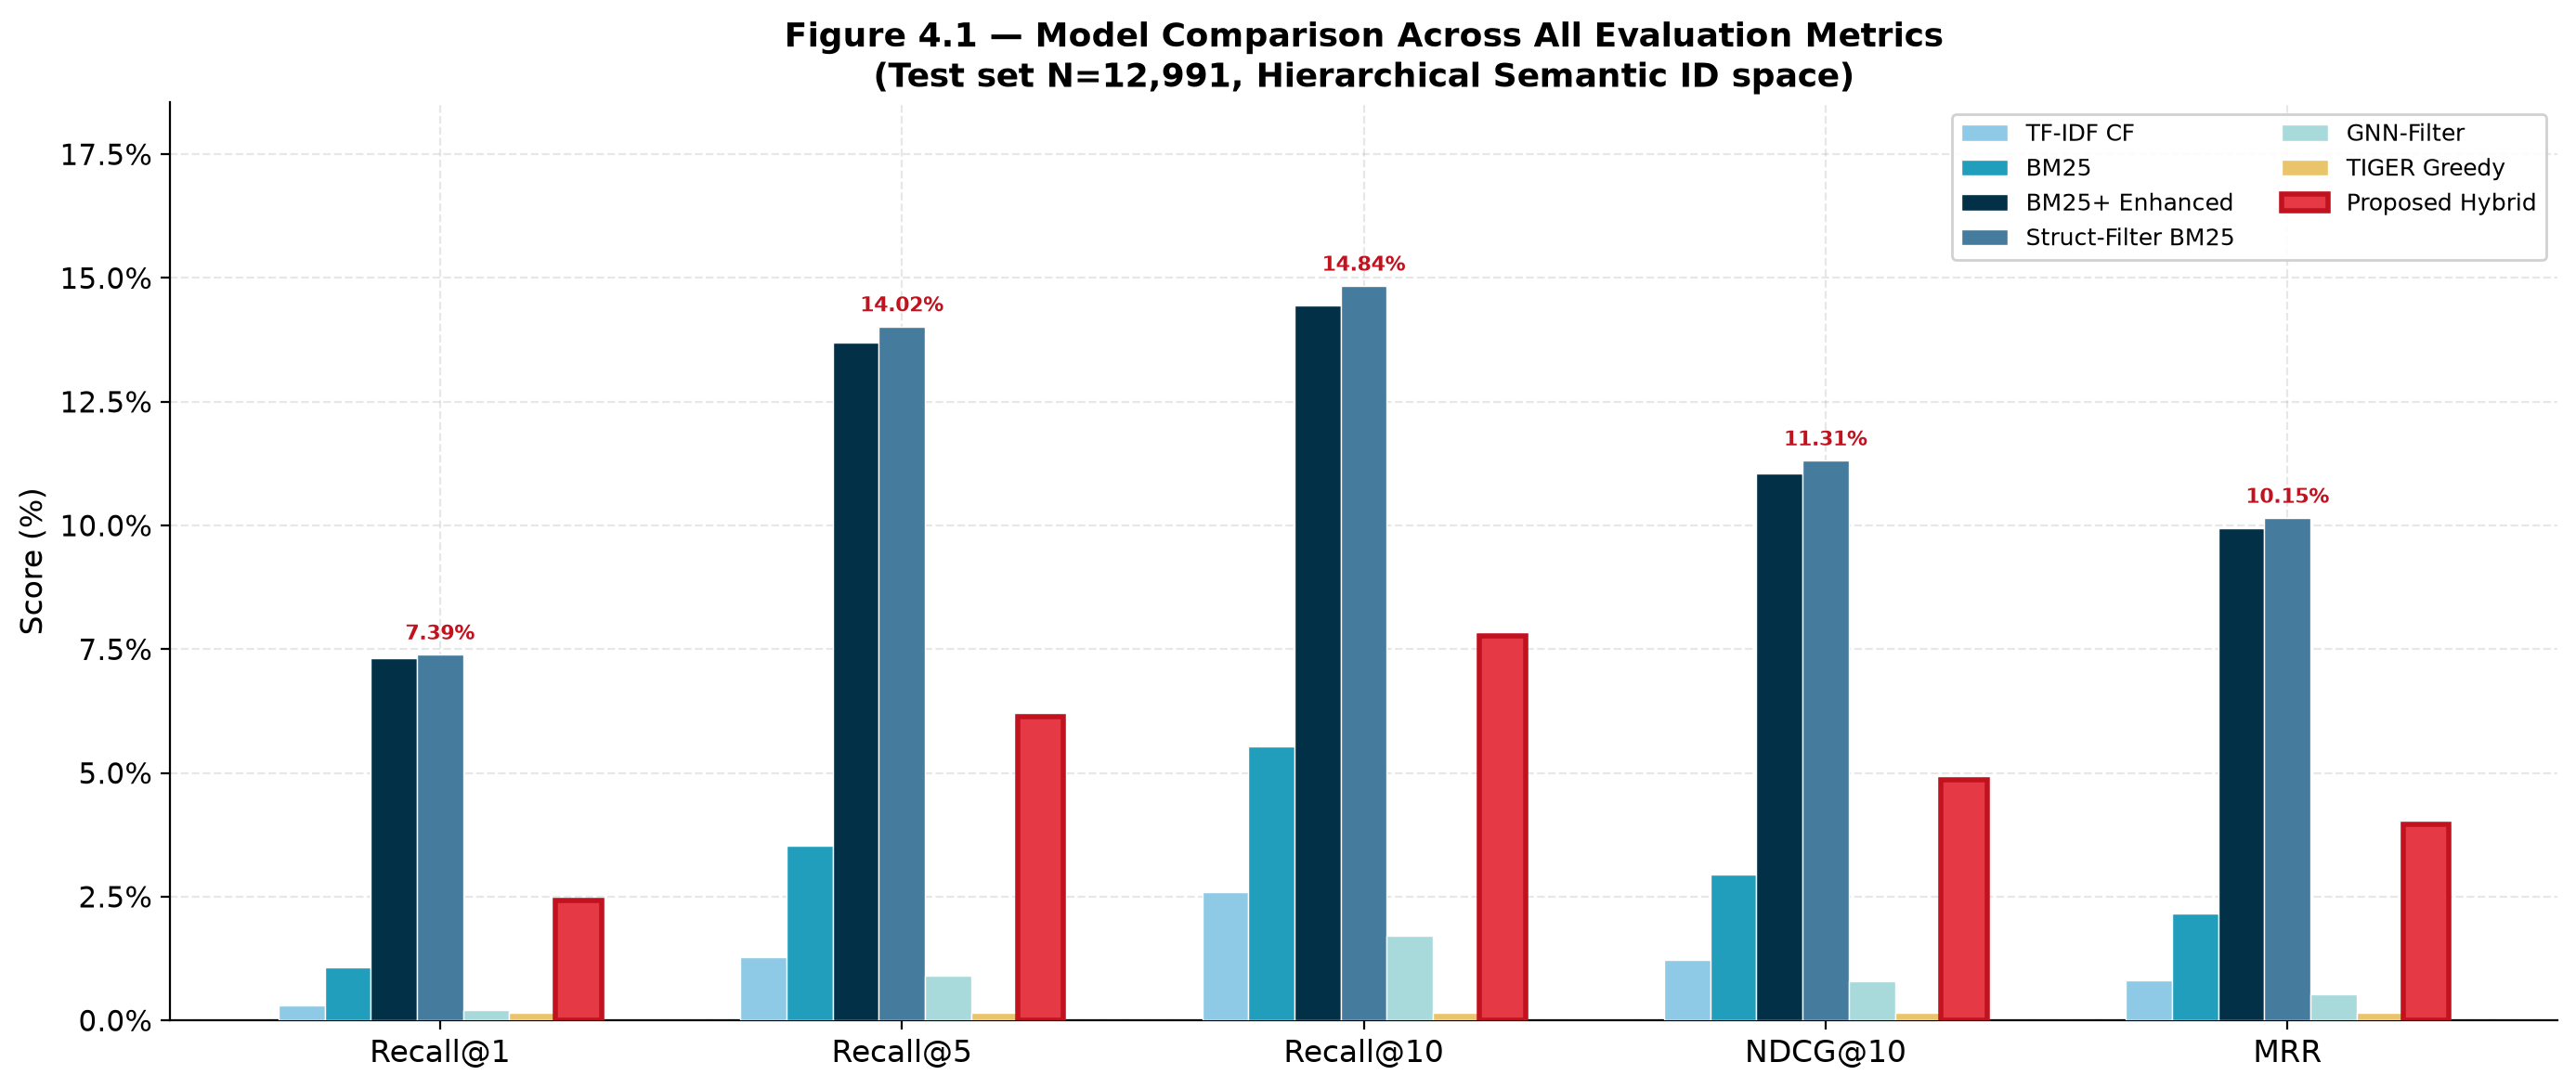 Figure 4.1 — Model Comparison Across All Evaluation Metrics
(Test set N=12,991, Hierarchical Semantic ID space)
TF-IDF CF
BM25
BM25+ Enhanced
Struct-Filter BM25
GNN-Filter
TIGER Greedy
Proposed Hybrid
Score (%)
17.5%
15.0%
12.5%
10.0%
7.5%
5.0%
2.5%
0.0%
7.39%
14.02%
14.84%
11.31%
10.15%
Recall@1
Recall@5
Recall@10
NDCG@10
MRR